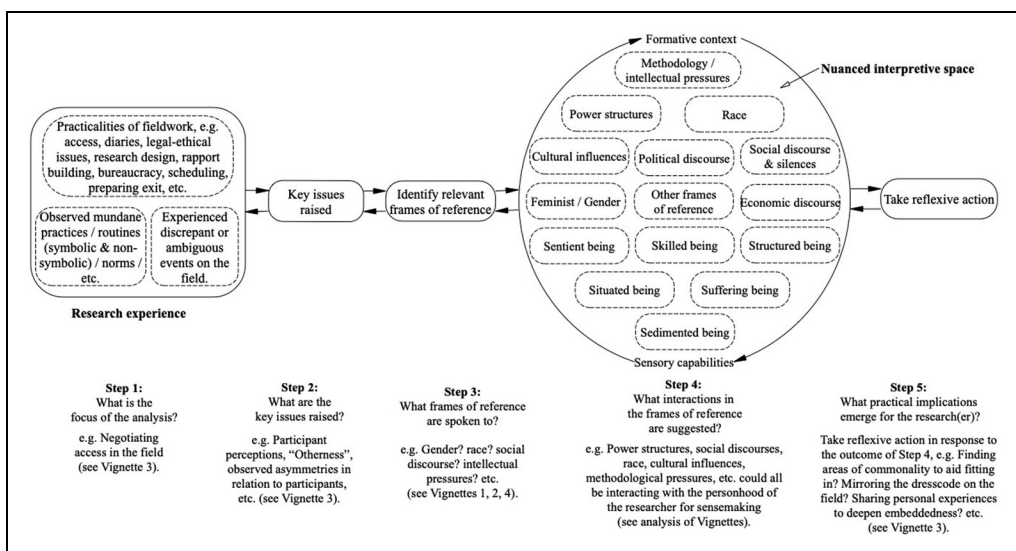 Formative context
Methodology /
intellectual pressures
Nuanced interpretive space
Power structures
Race
Cultural influences
Political discourse
Social discourse
& silences
Feminist / Gender
Other frames
of reference
Economic discourse
Sentient being
Skilled being
Structured being
Situated being
Suffering being
Sedimented being
Sensory capabilities
Practicalities of fieldwork, e.g.
access, diaries, legal-ethical
issues, research design, rapport
building, bureaucracy, scheduling,
preparing exit, etc.
Observed mundane
practices / routines
(symbolic & non-
symbolic) / norms /
etc.
Experienced
discrepant or
ambiguous
events on the
field.
Research experience
Key issues
raised
Identify relevant
frames of reference
Take reflexive action
Step 1:
What is the
focus of the analysis?
e.g. Negotiating
access in the field
(see Vignette 3).
Step 2:
What are the
key issues raised?
e.g. Participant
perceptions, “Otherness”,
observed asymmetries in
relation to participants,
etc. (see Vignette 3).
Step 3:
What frames of reference
are spoken to?
e.g. Gender? race? social
discourse? intellectual
pressures? etc.
(see Vignettes 1, 2, 4).
Step 4:
What interactions in
the frames of reference
are suggested?
e.g. Power structures, social discourses,
race, cultural influences,
methodological pressures, etc. could all
be interacting with the personhood of
the researcher for sensemaking
(see analysis of Vignettes).
Step 5:
What practical implications
emerge for the research(er)?
Take reflexive action in response to
the outcome of Step 4, e.g. Finding
areas of commonality to aid fitting
in? Mirroring the dresscode on the
field? Sharing personal experiences
to deepen embeddedness? etc.
(see Vignette 3).